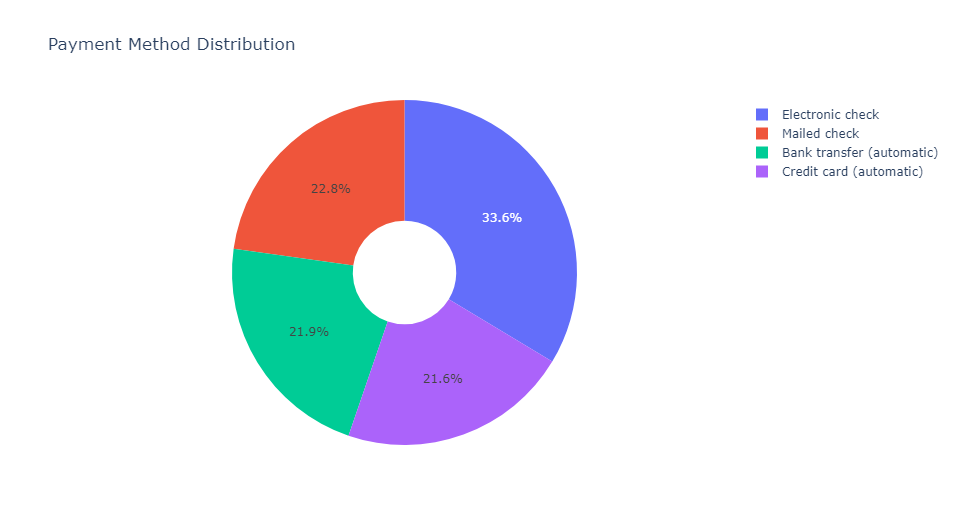 Payment Method Distribution
Electronic check
Mailed check
Bank transfer (automatic)
Credit card (automatic)
22.8%
33.6%
21.9%
21.6%